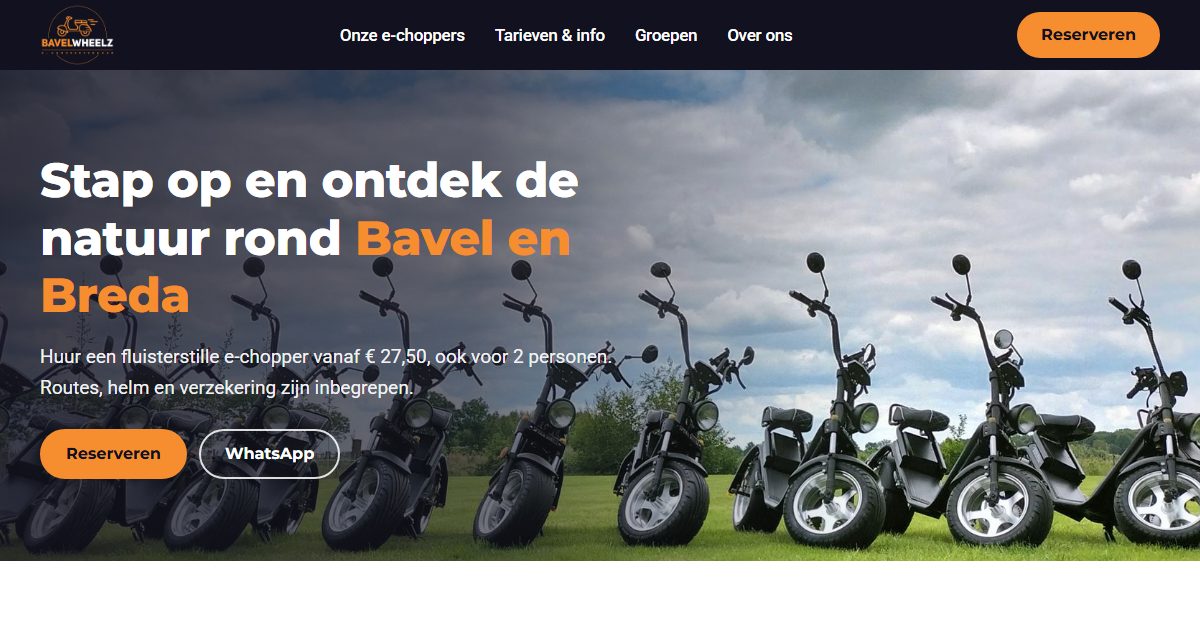 BAVELWHEELZ
Onze e-choppers
Tarieven & info
Groepen
Over ons
Reserveren
Stap op en ontdek de
natuur rond Bavel en
Breda
Huur een fluisterstille e-chopper vanaf € 27,50, ook voor 2 personen.
Routes, helm en verzekering zijn inbegrepen.
Reserveren
WhatsApp